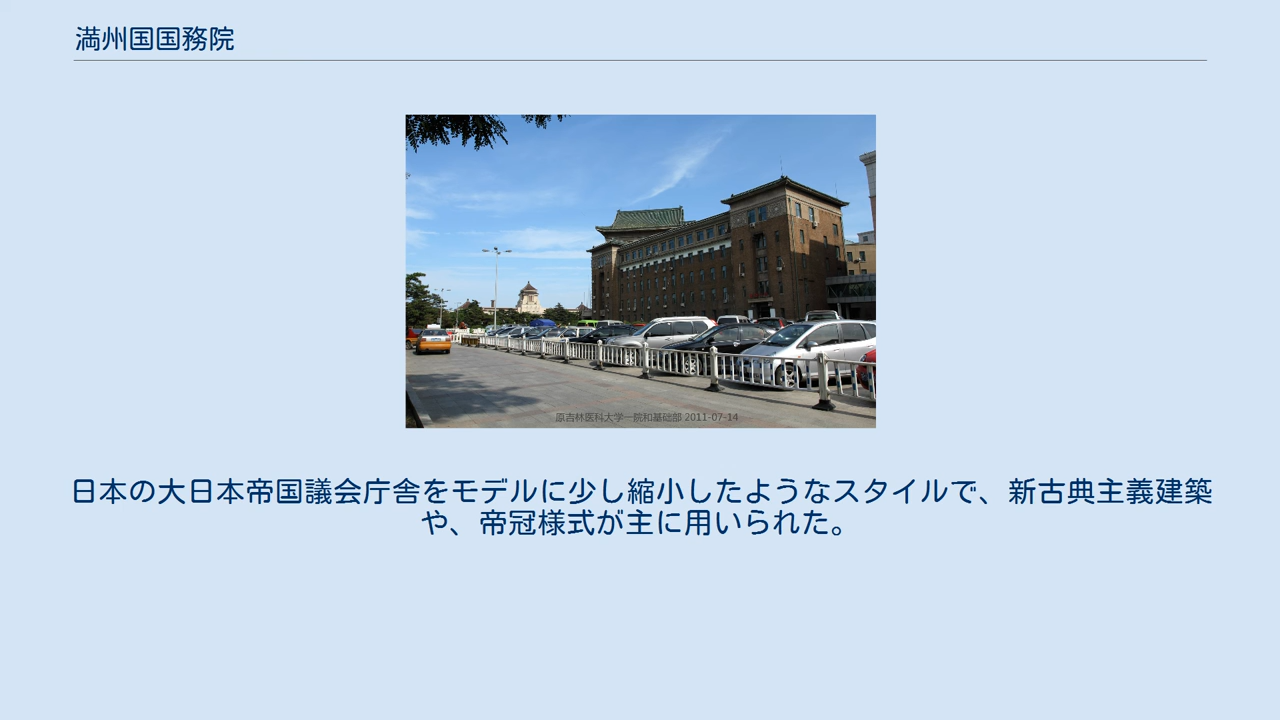 満州国国務院
原吉林医科大学一院和基础部 2011-07-14
日本の大日本帝国議会庁舎をモデルに少し縮小したようなスタイルで、新古典主義建築
や、帝冠様式が主に用いられた。